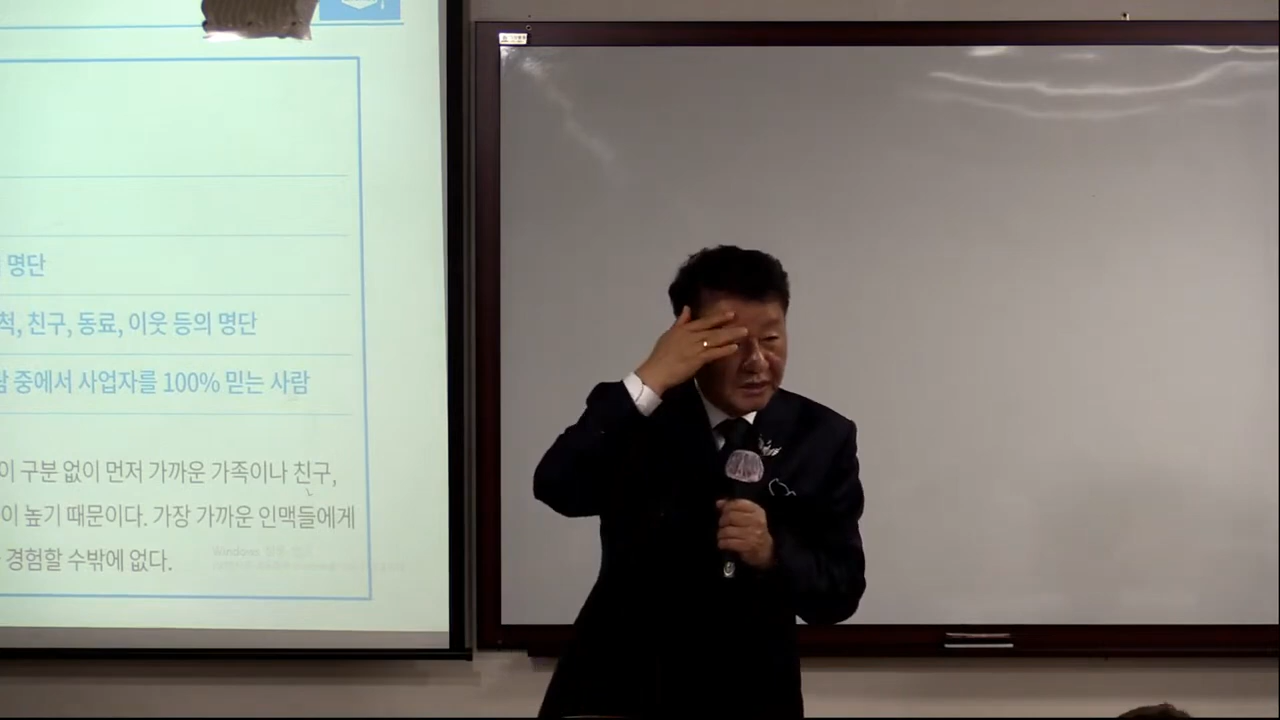 명단
척, 친구, 동료, 이웃 등의 명단
람 중에서 사업자를 100% 믿는 사람
이 구분 없이 먼저 가까운 가족이나 친구,
이 높기 때문이다. 가장 가까운 인맥들에게
경험할 수밖에 없다.
Windows